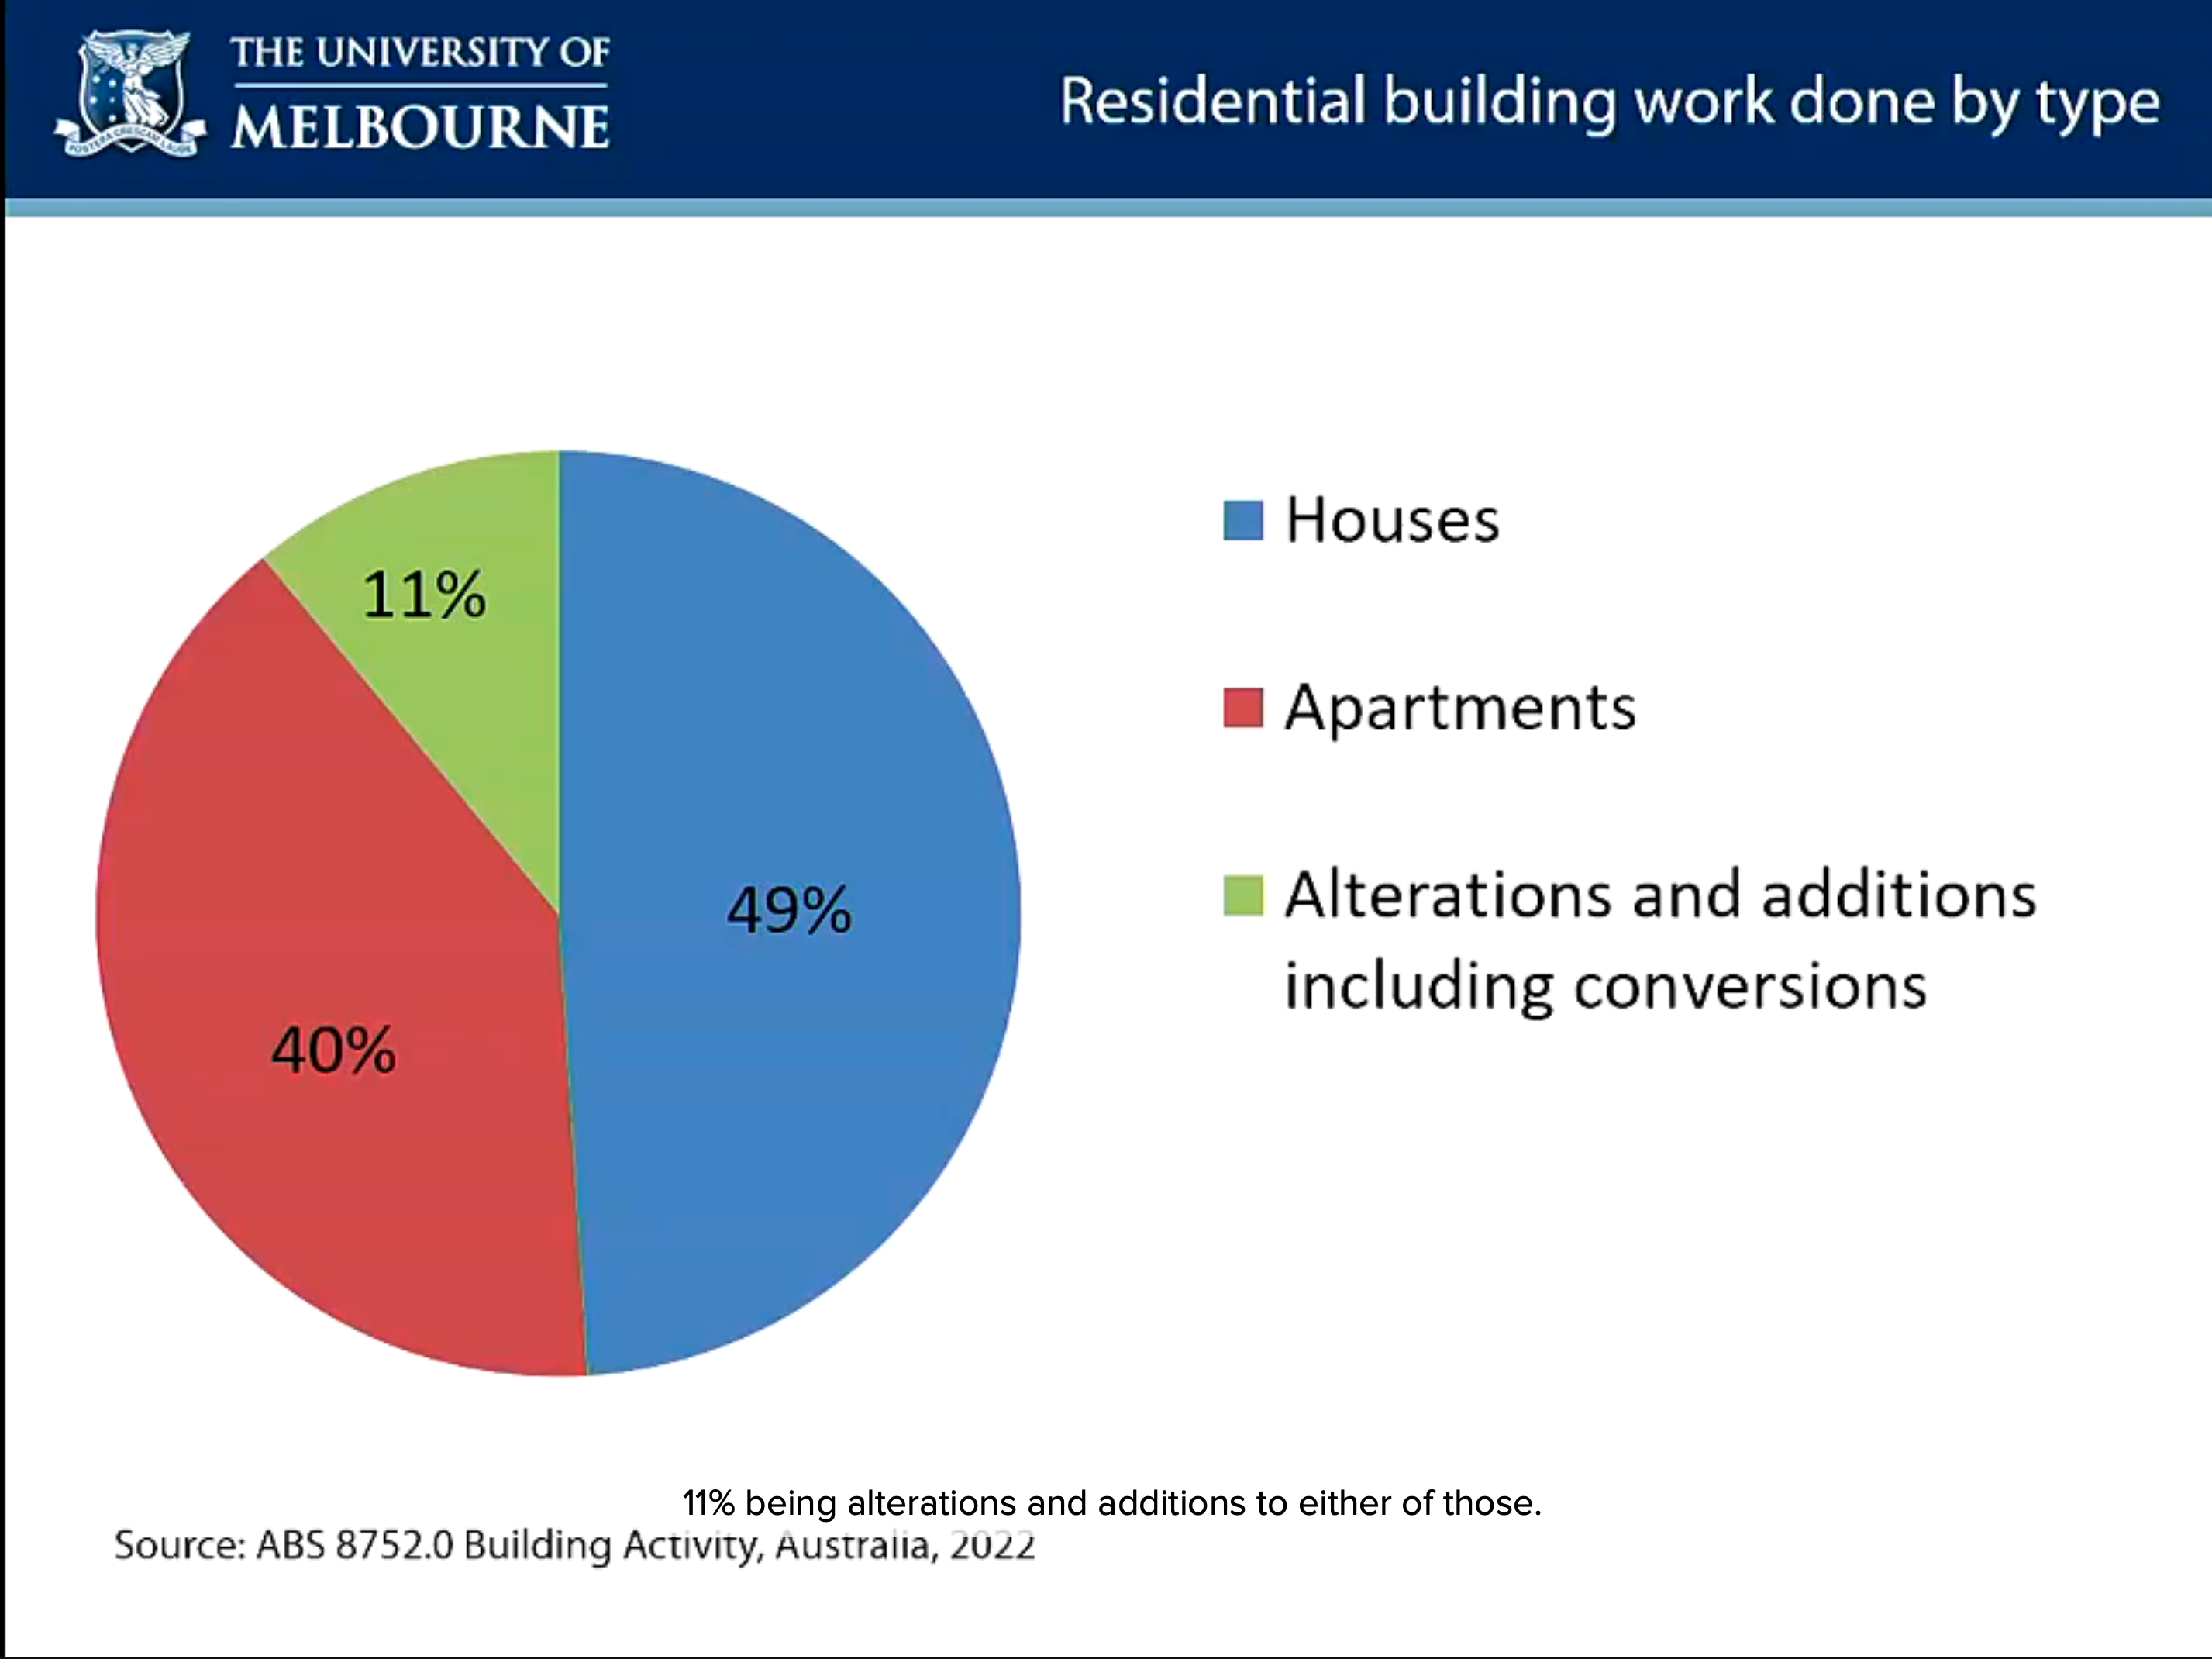 THE UNIVERSITY OF
MELBOURNE
Residential building work done by type
11%
49%
40%
Houses
Apartments
Alterations and additions
including conversions
11% being alterations and additions to either of those.
Source: ABS 8752.0 Building Activity, Australia, 2022